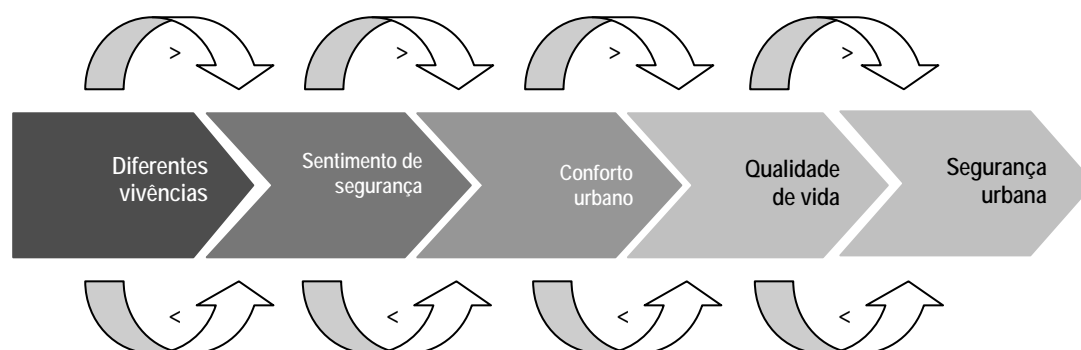 > > > >
Diferentes
vivências
Sentimento de
segurança
Conforto
urbano
Qualidade
de vida
Segurança
urbana
< < < <